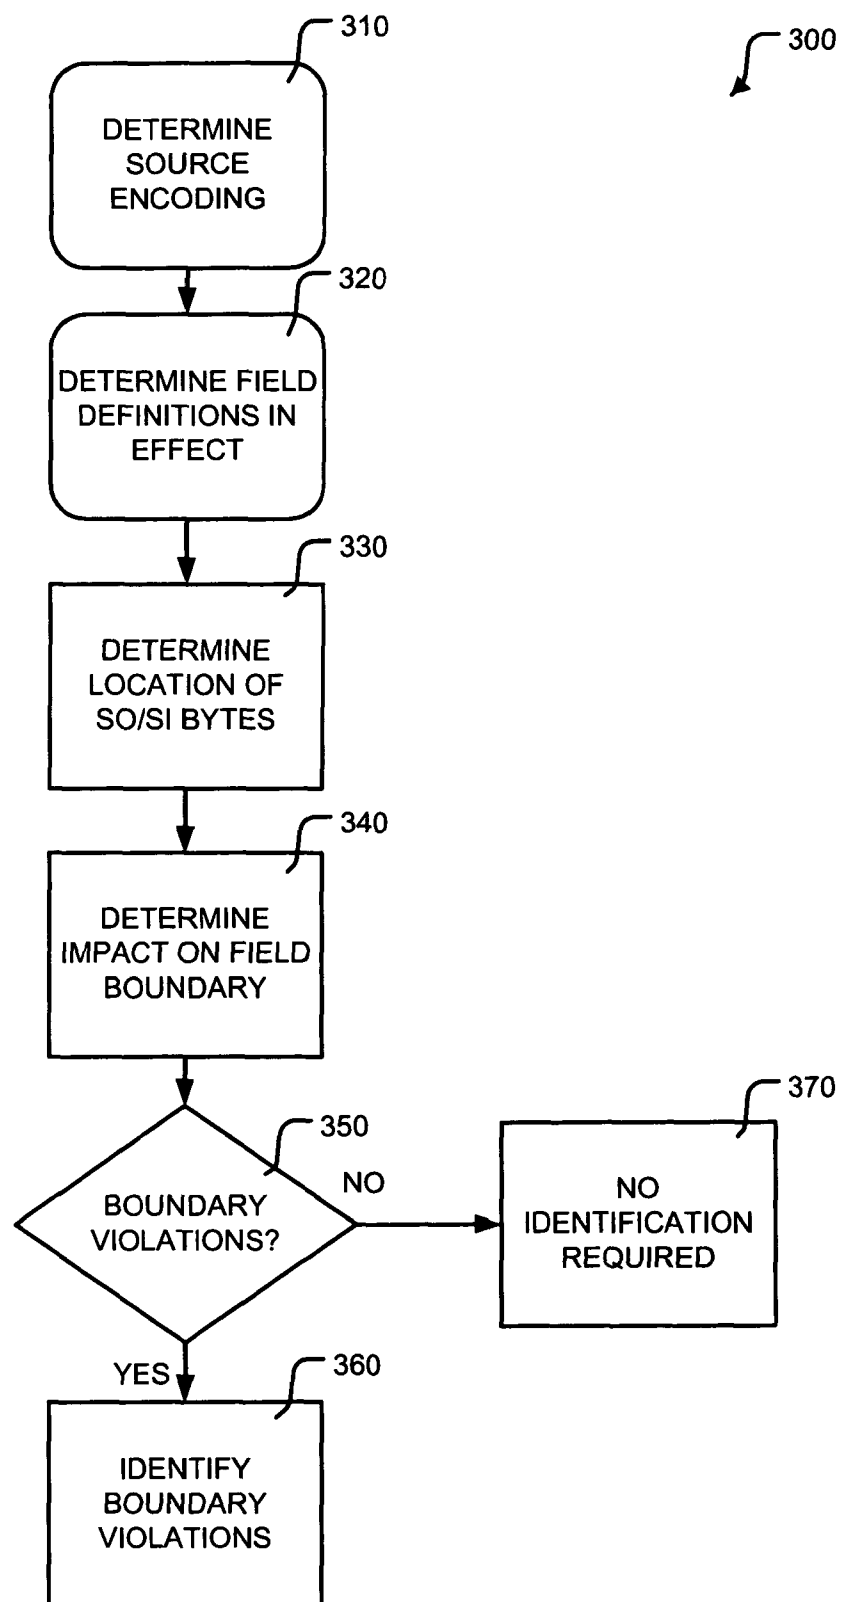 310
300
DETERMINE
SOURCE
ENCODING
320
DETERMINE FIELD
DEFINITIONS IN
EFFECT
330
DETERMINE
LOCATION OF
SO/SI BYTES
340
DETERMINE
IMPACT ON FIELD
BOUNDARY
350
BOUNDARY
VIOLATIONS?
NO
370
NO
IDENTIFICATION
REQUIRED
YES
360
IDENTIFY
BOUNDARY
VIOLATIONS